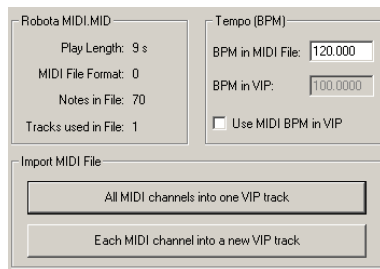 Robota MIDI.MID
Play Length: 9 s
MIDI File Format: 0
Notes in File: 70
Tracks used in File: 1
Tempo (BPM)
BPM in MIDI File: 120.000
BPM in VIP: 100.0000
Use MIDI BPM in VIP
Import MIDI File
All MIDI channels into one VIP track
Each MIDI channel into a new VIP track